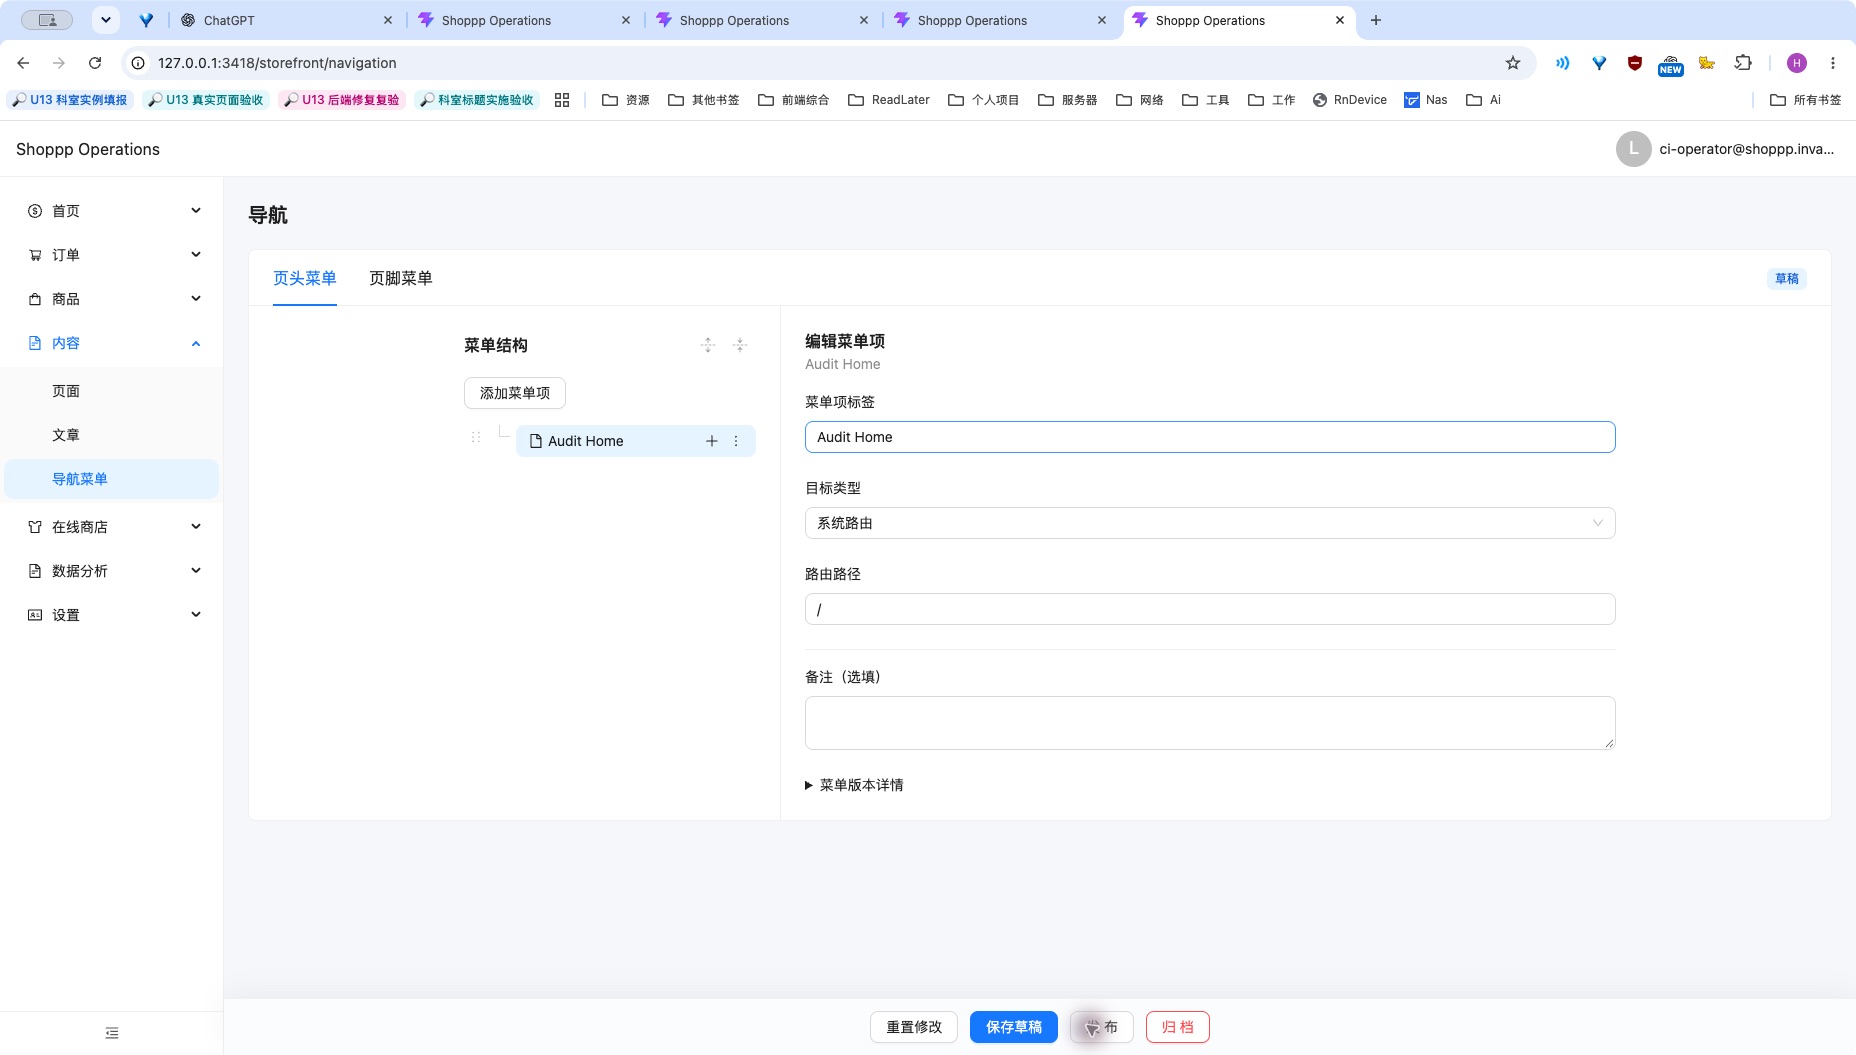 ChatGPT
Shoppp Operations
Shoppp Operations
Shoppp Operations
Shoppp Operations
127.0.0.1:3418/storefront/navigation
NEW
H
U13 科室实例填报
U13 真实页面验收
U13 后端修复复验
科室标题实施验收
资源
其他书签
前端综合
ReadLater
个人项目
服务器
网络
工具
工作
RnDevice
Nas
Ai
所有书签
Shoppp Operations
L
ci-operator@shoppp.inva...
首页
订单
商品
内容
页面
文章
导航菜单
在线商店
数据分析
设置
导航
页头菜单
页脚菜单
草稿
菜单结构
添加菜单项
Audit Home
编辑菜单项
Audit Home
菜单项标签
Audit Home
目标类型
系统路由
路由路径
/
备注（选填）
菜单版本详情
重置修改
保存草稿
布
归 档